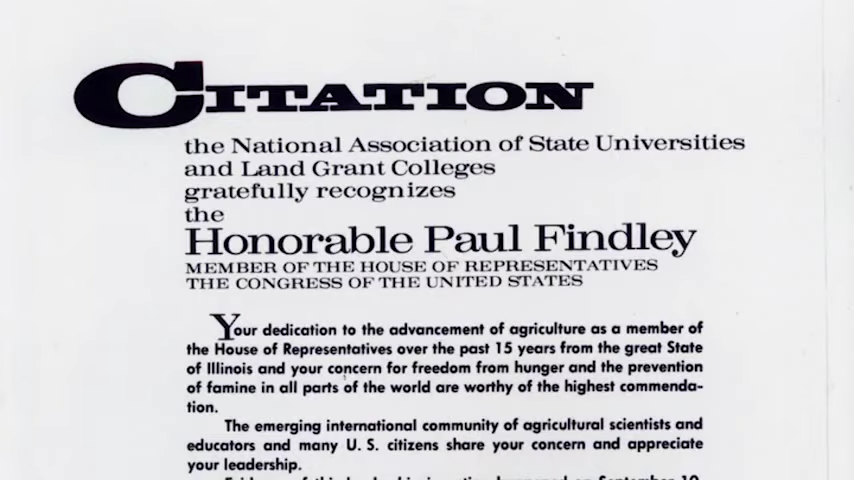 CITATION
the National Association of State Universities
and Land Grant Colleges
gratefully recognizes
the
Honorable Paul Findley
MEMBER OF THE HOUSE OF REPRESENTATIVES
THE CONGRESS OF THE UNITED STATES
Your dedication to the advancement of agriculture as a member of
the House of Representatives over the past 15 years from the great State
of Illinois and your concern for freedom from hunger and the prevention
of famine in all parts of the world are worthy of the highest commenda-
tion.
The emerging international community of agricultural scientists and
educators and many U. S. citizens share your concern and appreciate
your leadership.